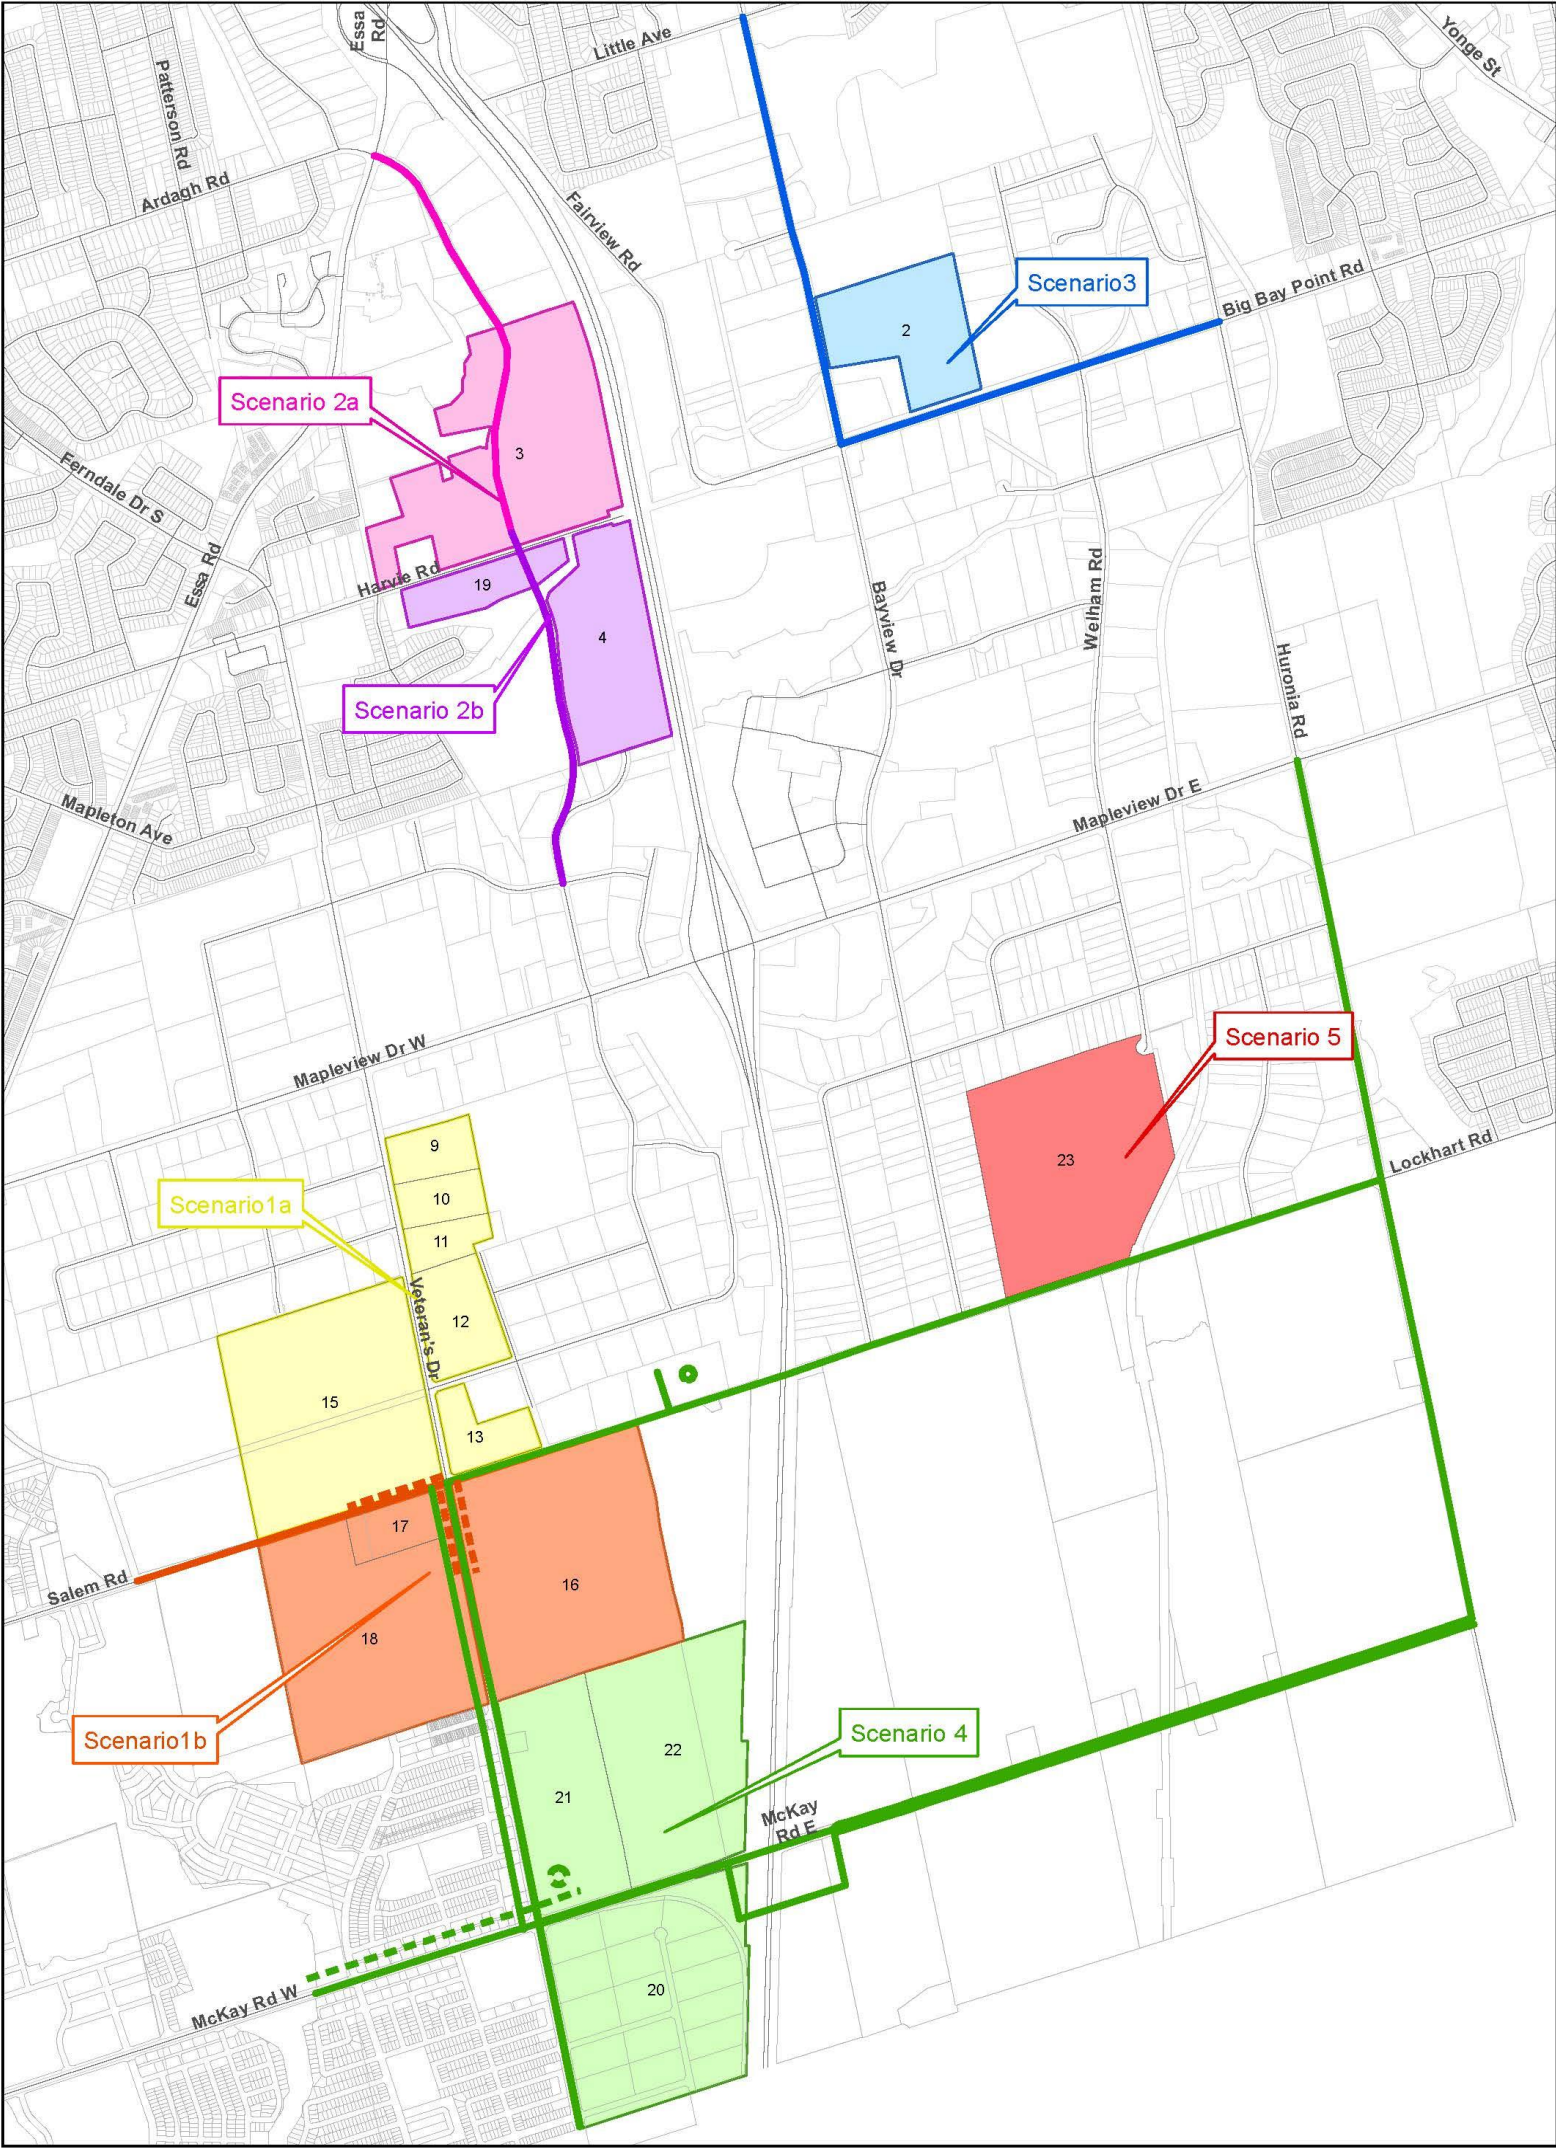 Essa
Rd
Little Ave
Yonge St
Patterson Rd
Ardagh Rd
Fairview Rd
Scenario3
Big Bay Point Rd
2
Scenario 2a
3
Ferndale Dr S
Essa Rd
Harvie Rd
19
4
Bayview Dr
Welham Rd
Huronia Rd
Scenario 2b
Mapleton Ave
Mapleview Dr E
Mapleview Dr W
Scenario 5
9
23
Lockhart Rd
10
Scenario1a
11
Veteran's Dr
12
15
13
17
Salem Rd
16
18
Scenario1b
Scenario 4
22
21
McKay
Rd E
20
McKay Rd W